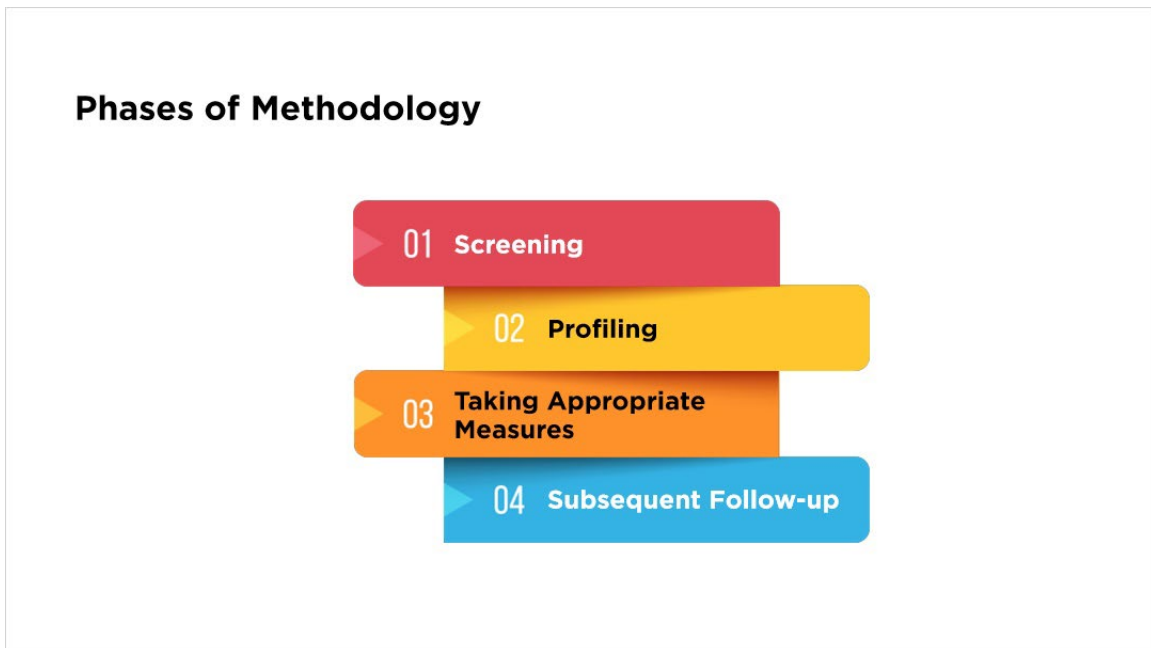 Phases of Methodology
01 Screening
02 Profiling
03 Taking Appropriate
Measures
04 Subsequent Follow-up